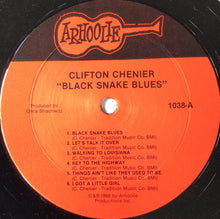 ARHOOLIE
CLIFTON CHENIER
"BLACK SNAKE BLUES"
Produced by
Chris Strachwitz
1038-A
1. BLACK SNAKE BLUES
(C. Chenier - Tradition Music Co. BMI)
2. LET'S TALK IT OVER
(C. Chenier - Tradition Music Co. BMI)
3. WALKING TO LOUISIANA
(C. Chenier - Tradition Music Co. BMI)
4. KEY TO THE HIGHWAY
(C. Chenier - Tradition Music Co. BMI)
5. THINGS AIN'T LIKE THEY USED TO BE
(C. Chenier - Tradition Music Co. BMI)
6. I GOT A LITTLE GIRL
(C. Chenier - Tradition Music Co. BMI)
by Arhoolie
Productions Inc.